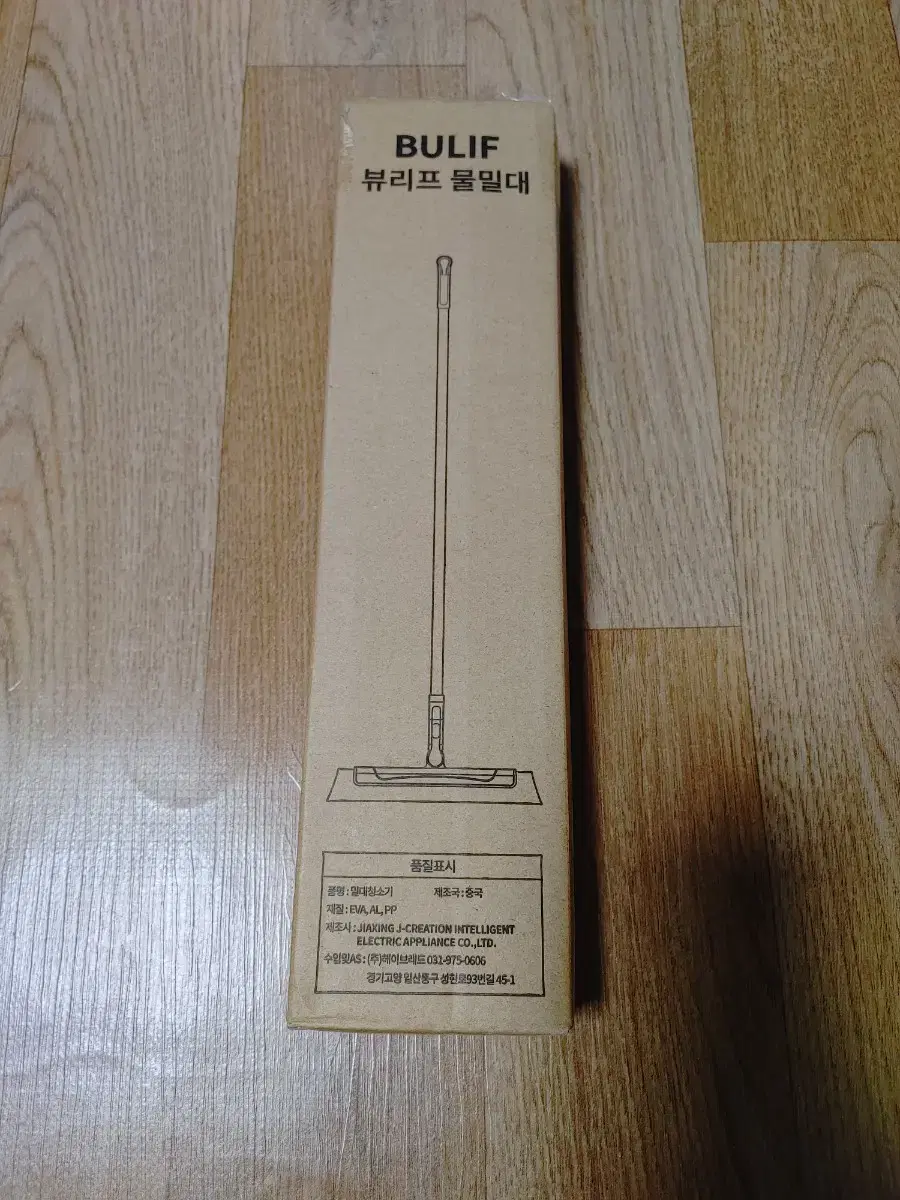 BULIF
뷰리프 물밀대
품질표시
품명 : 밀대청소기 제조국 : 중국
재질 : EVA, AL, PP
제조사 : JIAXING J-CREATION INTELLIGENT
ELECTRIC APPLIANCE CO.,LTD.
수입및AS : (주)헤이브래드 031-975-0606
경기고양 일산동구 성현로93번길 45-1